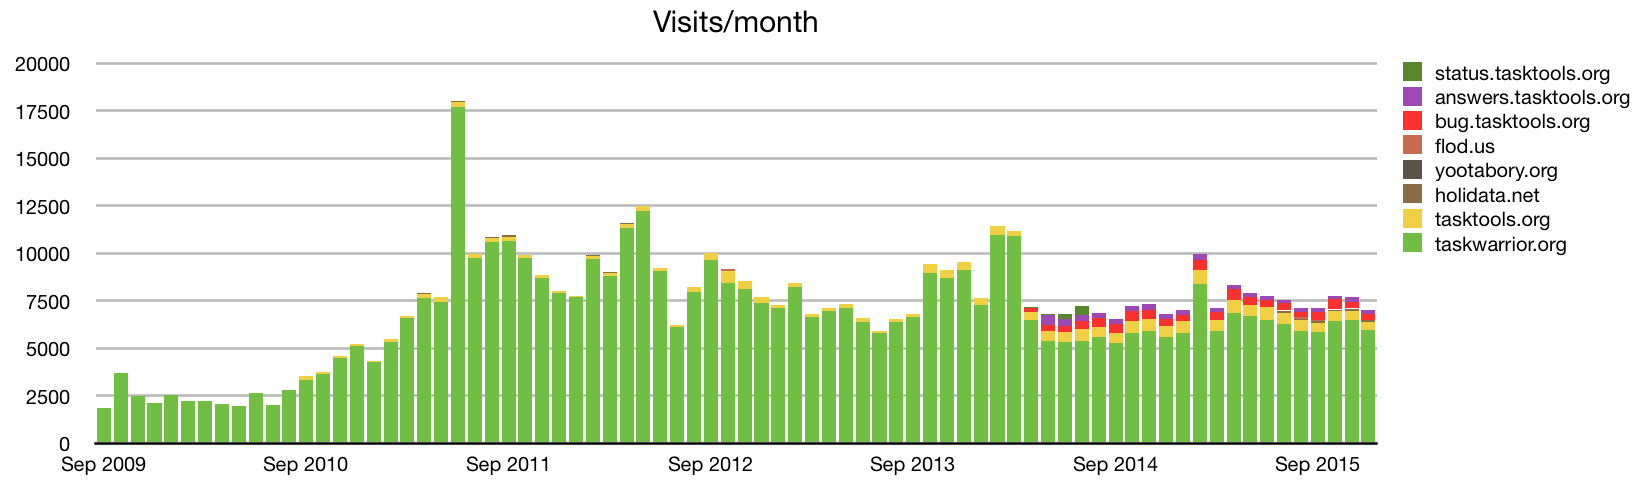 Visits/month
20000
17500
15000
12500
10000
7500
5000
2500
0
Sep 2009
Sep 2010
Sep 2011
Sep 2012
Sep 2013
Sep 2014
Sep 2015
status.tasktools.org
answers.tasktools.org
bug.tasktools.org
flod.us
yootabory.org
holidata.net
tasktools.org
taskwarrior.org